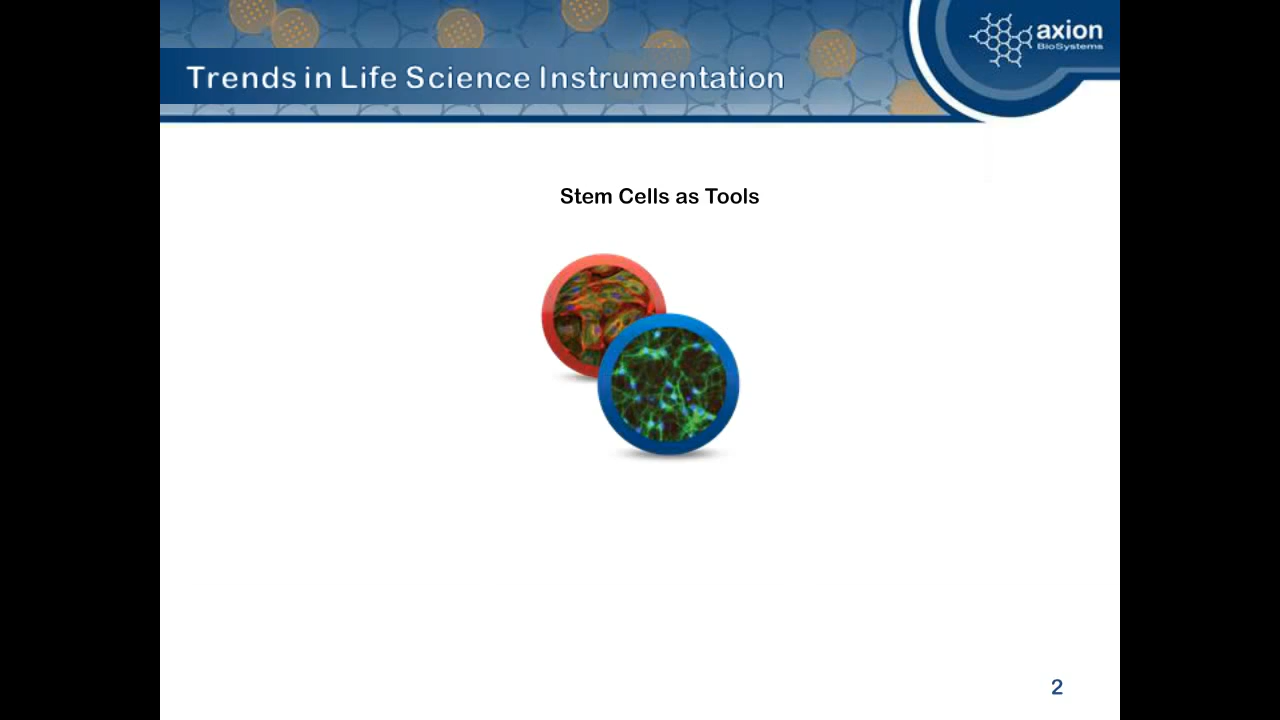 axion
BioSystems
Trends in Life Science Instrumentation
Stem Cells as Tools
2